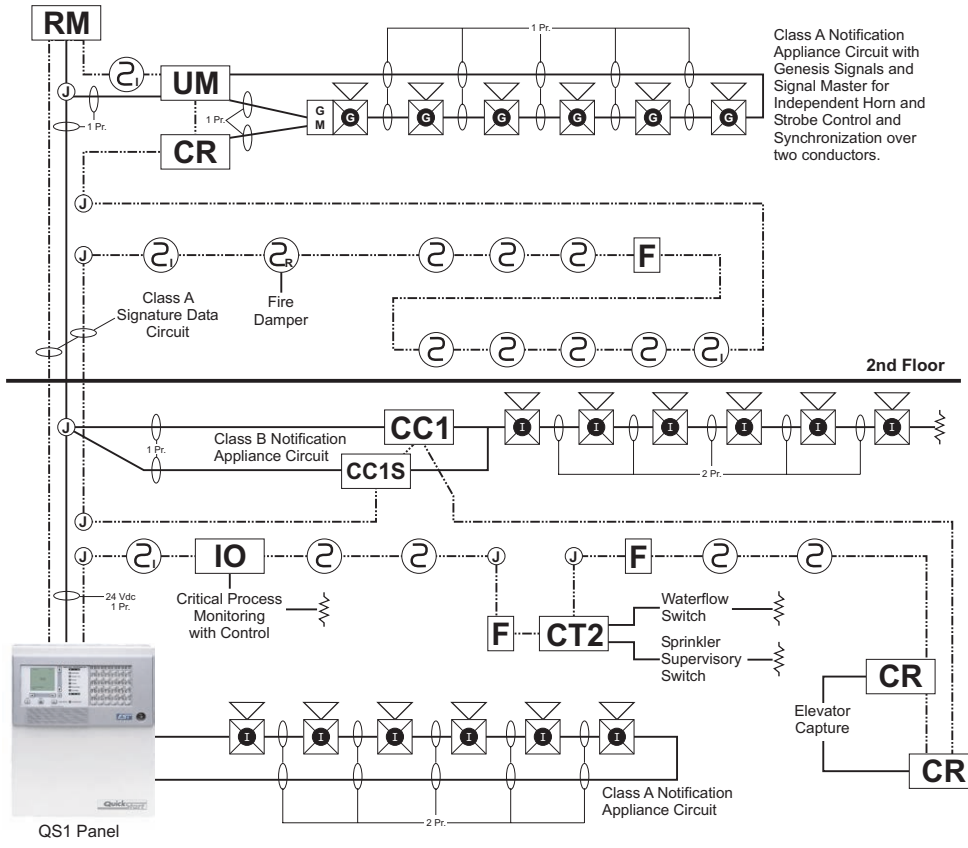 RM
UM
CR
J
1 Pr.
1 Pr.
1 Pr.
G
M
G
G
G
G
G
G
Class A Notification
Appliance Circuit with
Genesis Signals and
Signal Master for
Independent Horn and
Strobe Control and
Synchronization over
two conductors.
I
J
J
I
R
F
Fire
Damper
Class A
Signature Data
Circuit
I
2nd Floor
J
1 Pr.
Class B Notification
Appliance Circuit
CC1
CC1S
I
I
I
I
I
I
2 Pr.
J
J
I
IO
J
J
F
Critical Process
Monitoring
with Control
F
CT2
Waterflow
Switch
Sprinkler
Supervisory
Switch
24 Vdc
1 Pr.
CR
Elevator
Capture
CR
I
I
I
I
I
I
2 Pr.
Class A Notification
Appliance Circuit
EST
Quickstart
QS1 Panel